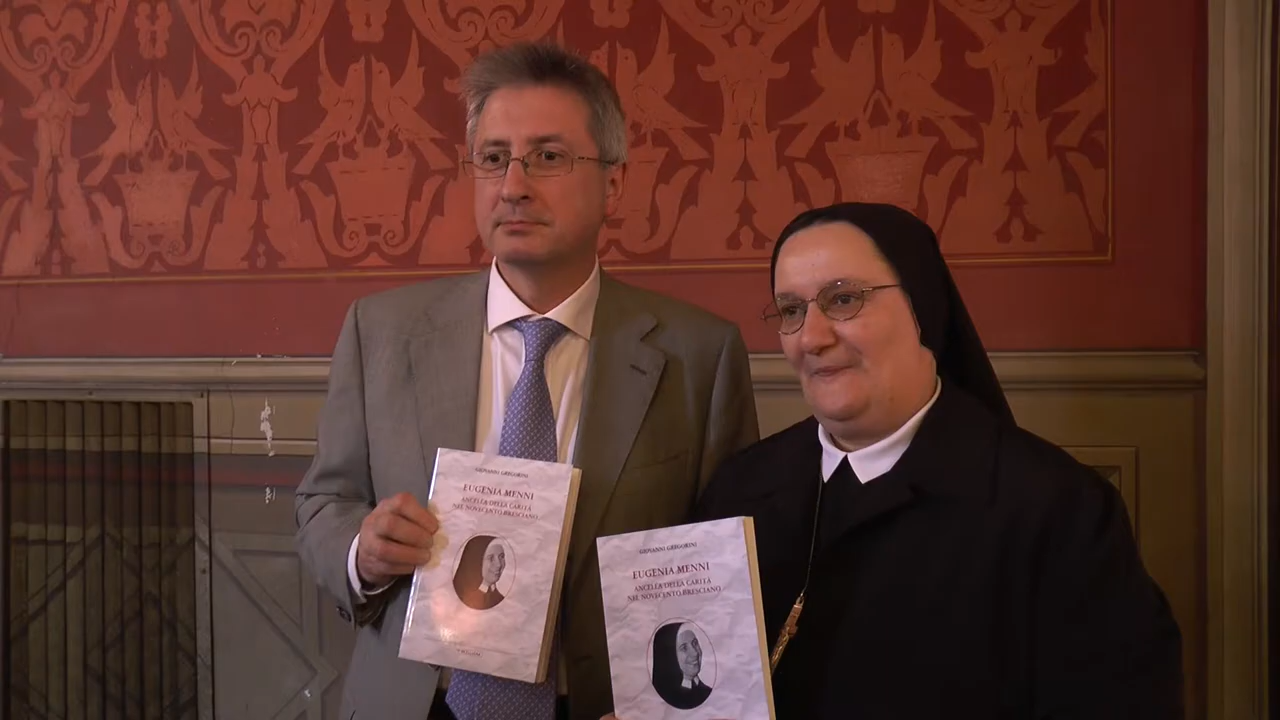 GIOVANNI GREGORINI
EUGENIA MENNI
ANCELLA DELLA CARITÀ
NEL NOVECENTO BRESCIANO
GIOVANNI GREGORINI
EUGENIA MENNI
ANCELLA DELLA CARITÀ
NEL NOVECENTO BRESCIANO